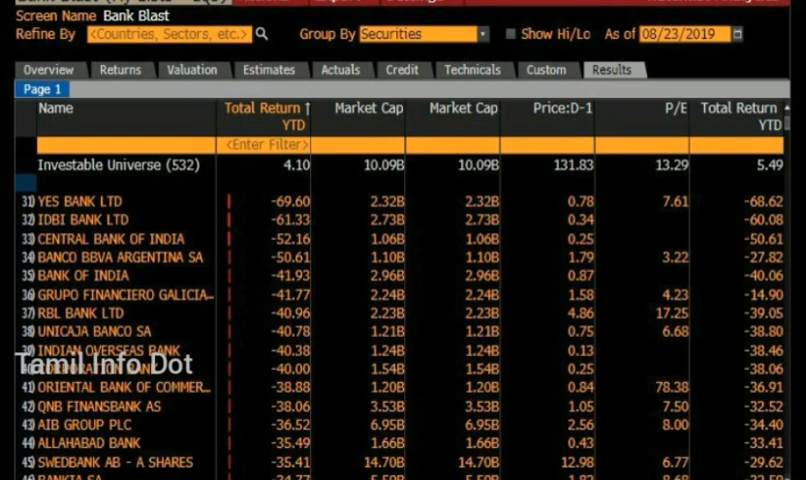 Screen Name Bank Blast
Refine By <Countries, Sectors, etc.> Group By Securities Show Hi/Lo As of 08/23/2019
Overview Returns Valuation Estimates Actuals Credit Technicals Custom Results
Page 1
Name Total Return↑ YTD Market Cap Market Cap Price:D-1 P/E Total Return YTD
<Enter Filter>
Investable Universe (532) 4.10 10.09B 10.09B 131.83 13.29 5.49
31) YES BANK LTD -69.60 2.32B 2.32B 0.78 7.61 -68.62
32) IDBI BANK LTD -61.33 2.73B 2.73B 0.34 -60.08
33) CENTRAL BANK OF INDIA -52.16 1.06B 1.06B 0.25 -50.61
34) BANCO BBVA ARGENTINA SA -50.61 1.10B 1.10B 1.79 3.22 -27.82
35) BANK OF INDIA -41.93 2.96B 2.96B 0.87 -40.06
36) GRUPO FINANCIERO GALICIA… -41.77 2.24B 2.24B 1.58 4.23 -14.90
37) RBL BANK LTD -40.96 2.23B 2.23B 4.86 17.25 -39.05
38) UNICAJA BANCO SA -40.78 1.21B 1.21B 0.75 6.68 -38.80
39) INDIAN OVERSEAS BANK -40.38 1.24B 1.24B 0.13 -38.46
Tamil Info Dot
40) -40.00 1.54B 1.54B 0.25 -38.06
41) ORIENTAL BANK OF COMMER… -38.88 1.20B 1.20B 0.84 78.38 -36.91
42) QNB FINANSBANK AS -38.06 3.53B 3.53B 1.05 7.50 -32.52
43) AIB GROUP PLC -36.52 6.95B 6.95B 2.56 8.00 -34.40
44) ALLAHABAD BANK -35.49 1.66B 1.66B 0.43 -33.41
45) SWEDBANK AB - A SHARES -35.41 14.70B 14.70B 12.98 6.77 -29.62